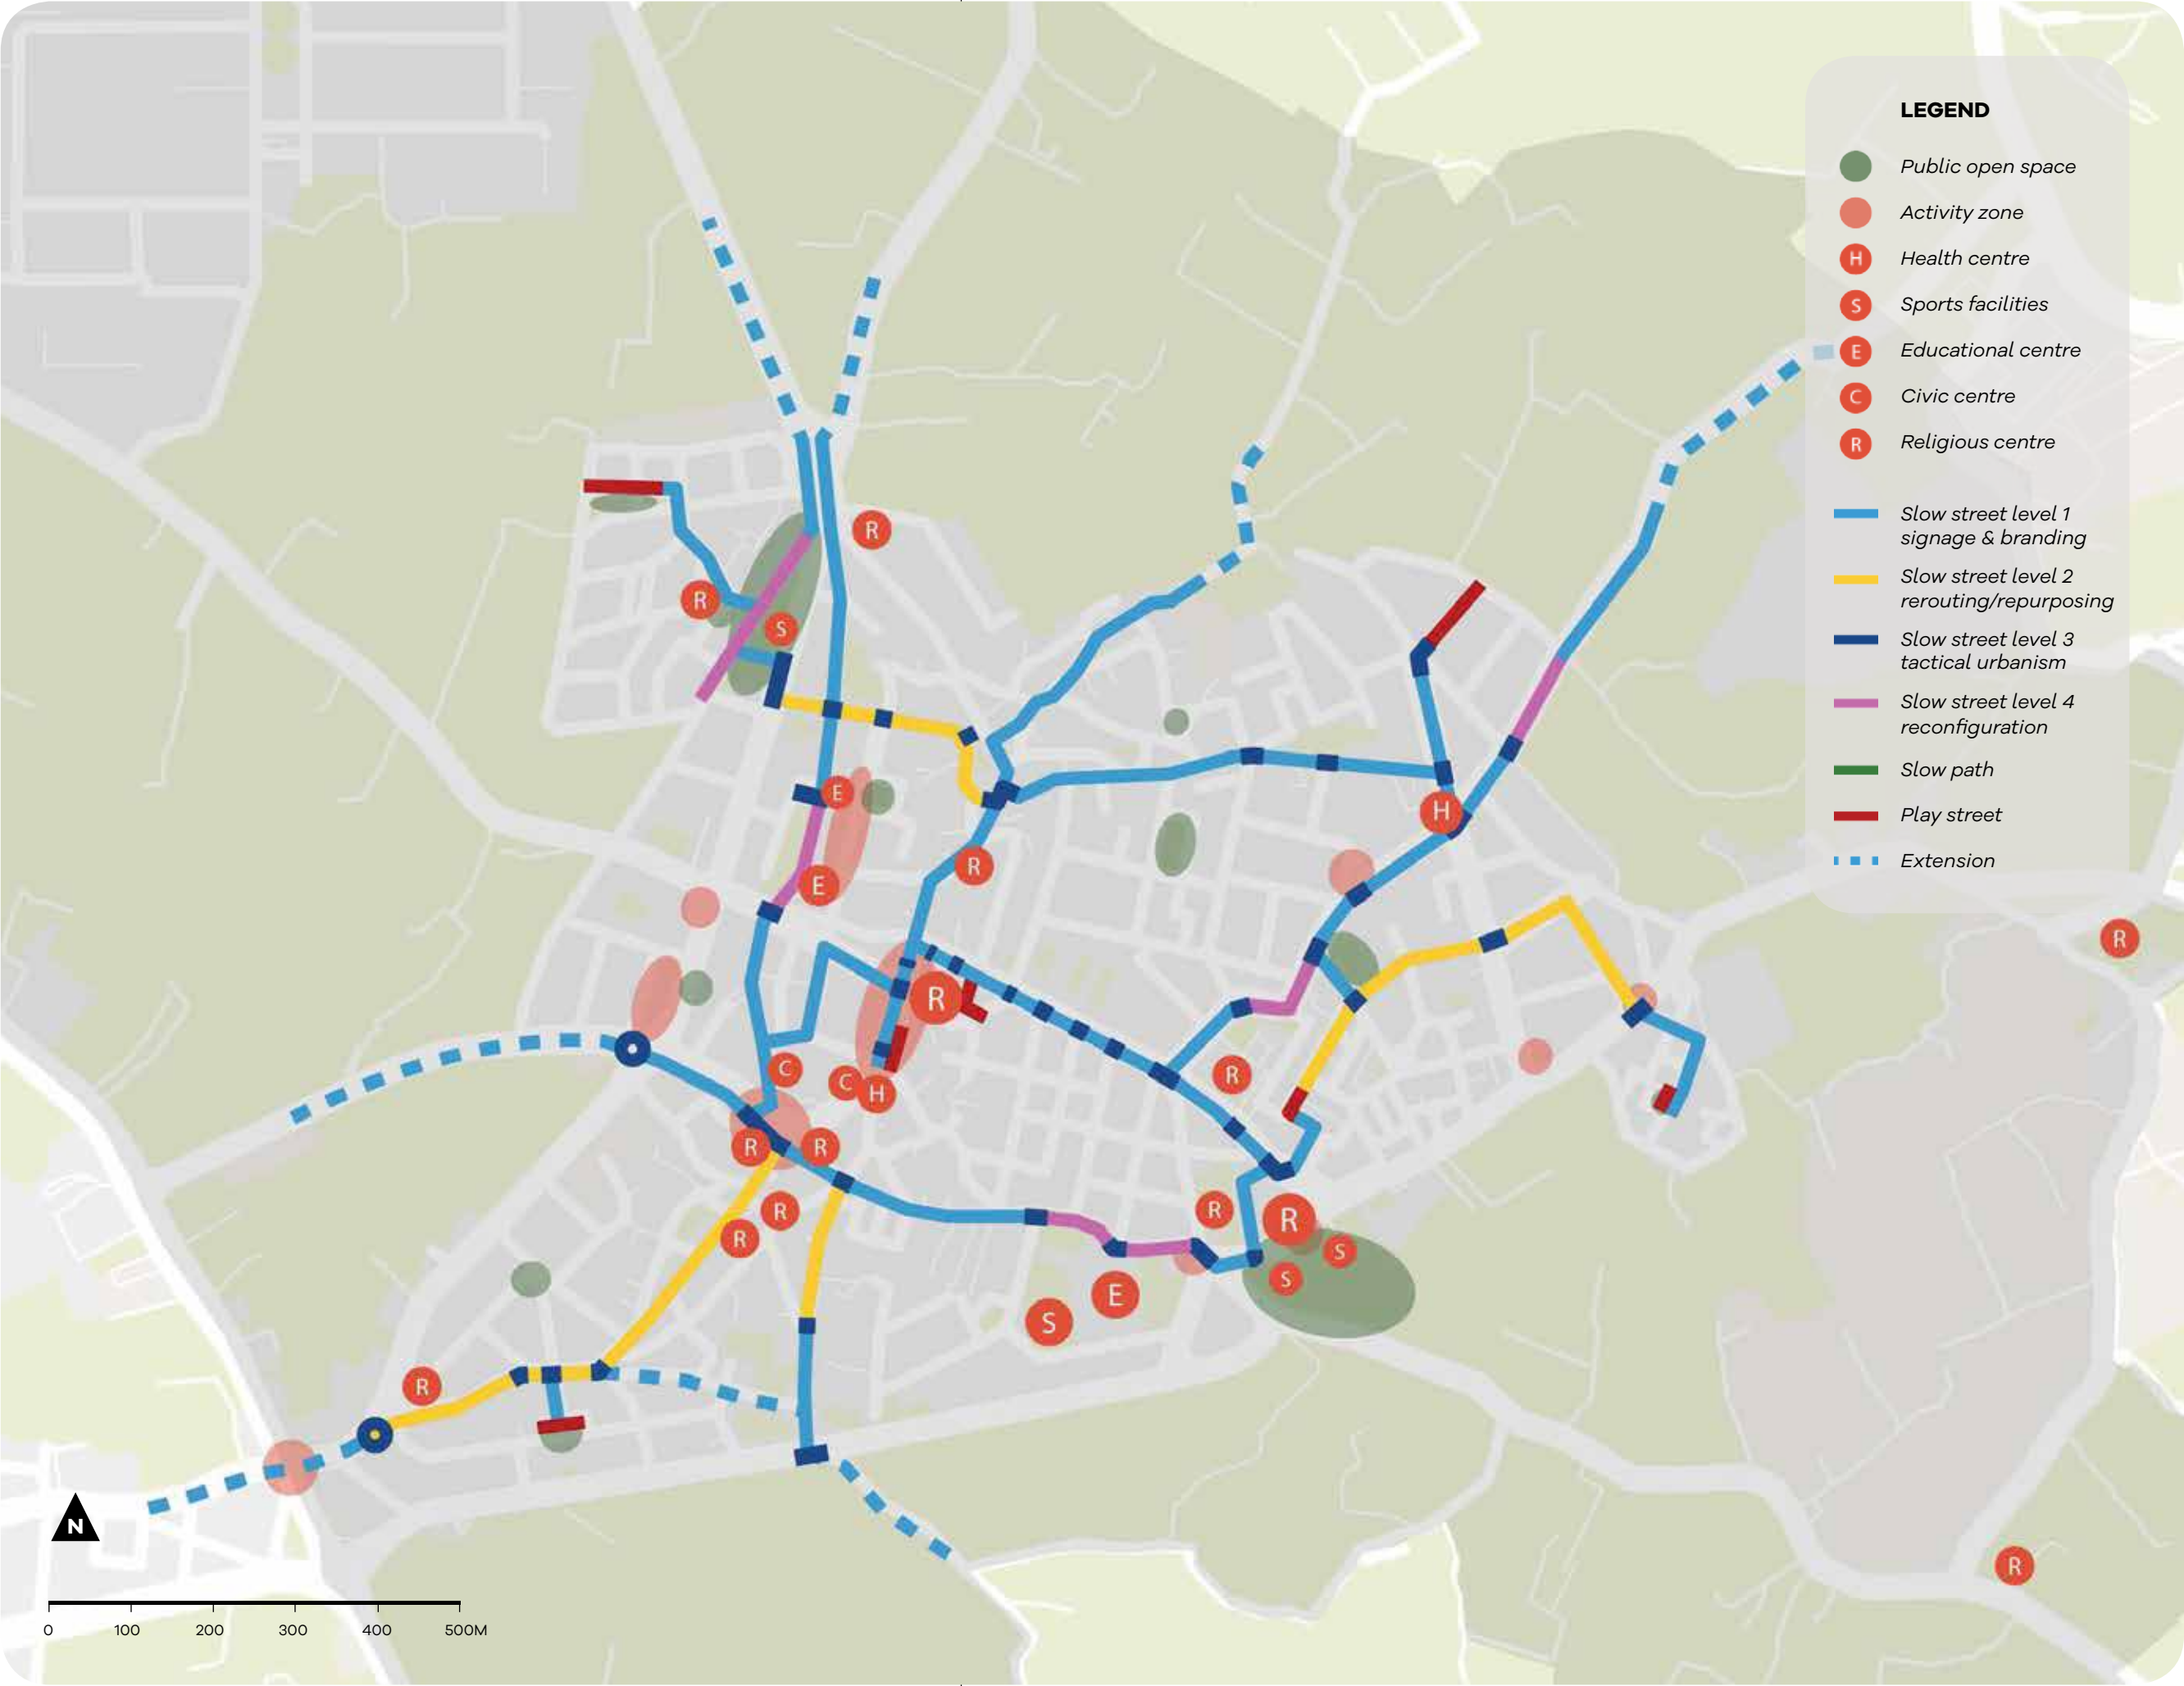 LEGEND
Public open space
Activity zone
H Health centre
S Sports facilities
E Educational centre
C Civic centre
R Religious centre
Slow street level 1
signage & branding
Slow street level 2
rerouting/repurposing
Slow street level 3
tactical urbanism
Slow street level 4
reconfiguration
Slow path
Play street
Extension
R
R
S
E
H
E
R
R
R
C
C
H
R
R
R
R
R
R
R
S
S
E
S
R
N
R
0 100 200 300 400 500M